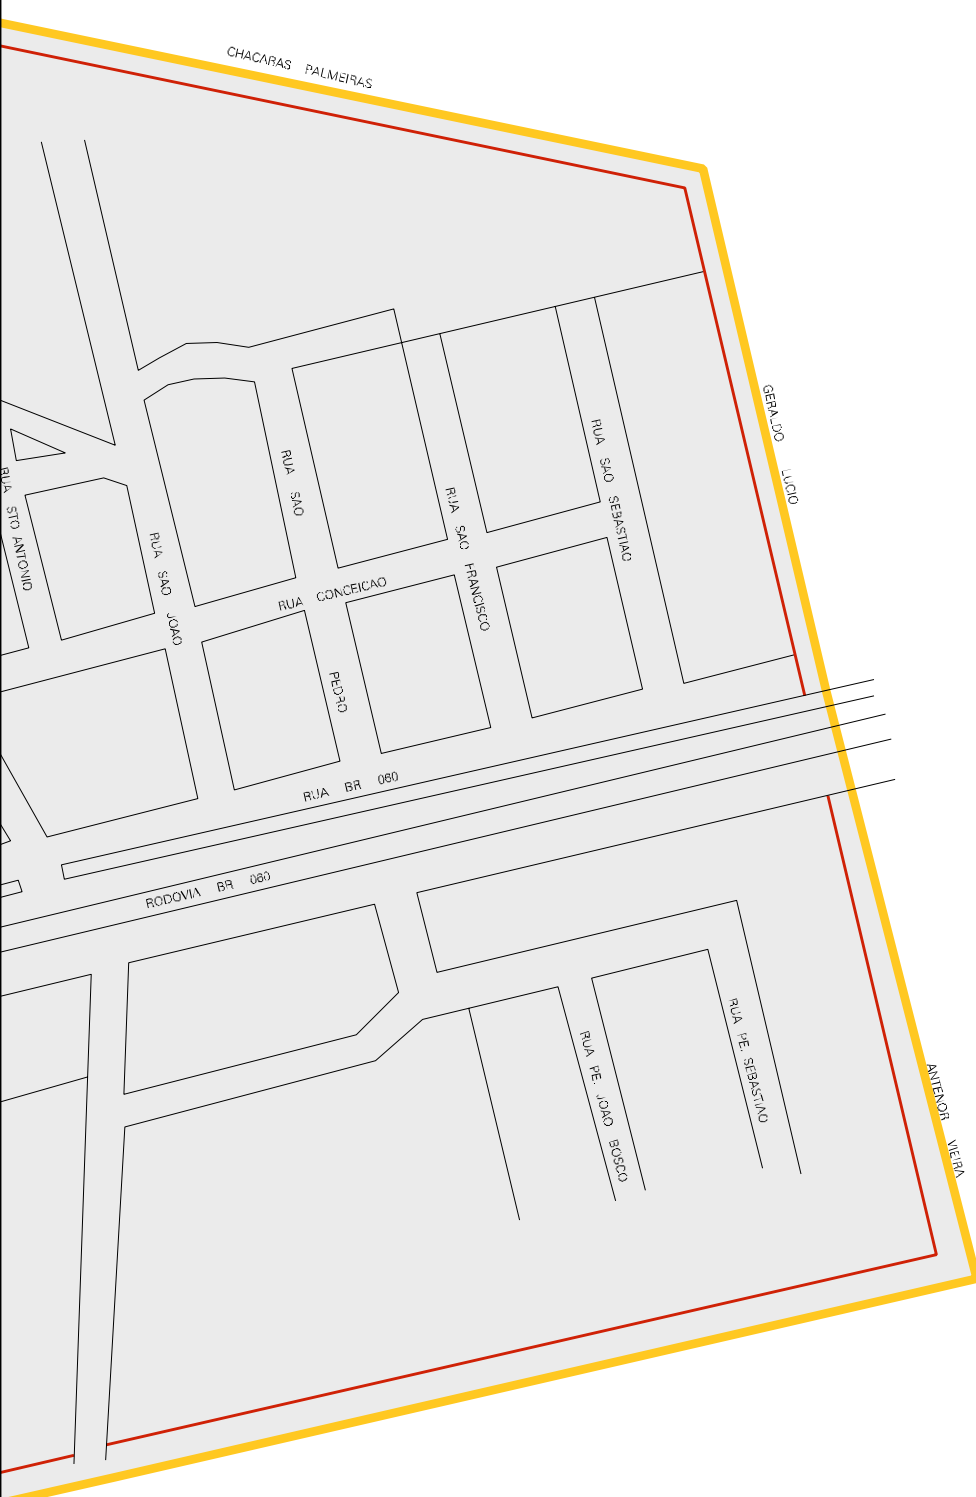 CHACARAS PALMEIRAS
GERALDO LUCIO
RUA STO ANTONIO
RUA SAO JOAO
RUA SAO PEDRO
RUA SAO FRANCISCO
RUA SAO SEBASTIAO
RUA CONCEICAO
RUA BR 060
RODOVIA BR 060
RUA PE. JOAO BOSCO
RUA PE. SEBASTIAO
ANTENOR VIEIRA